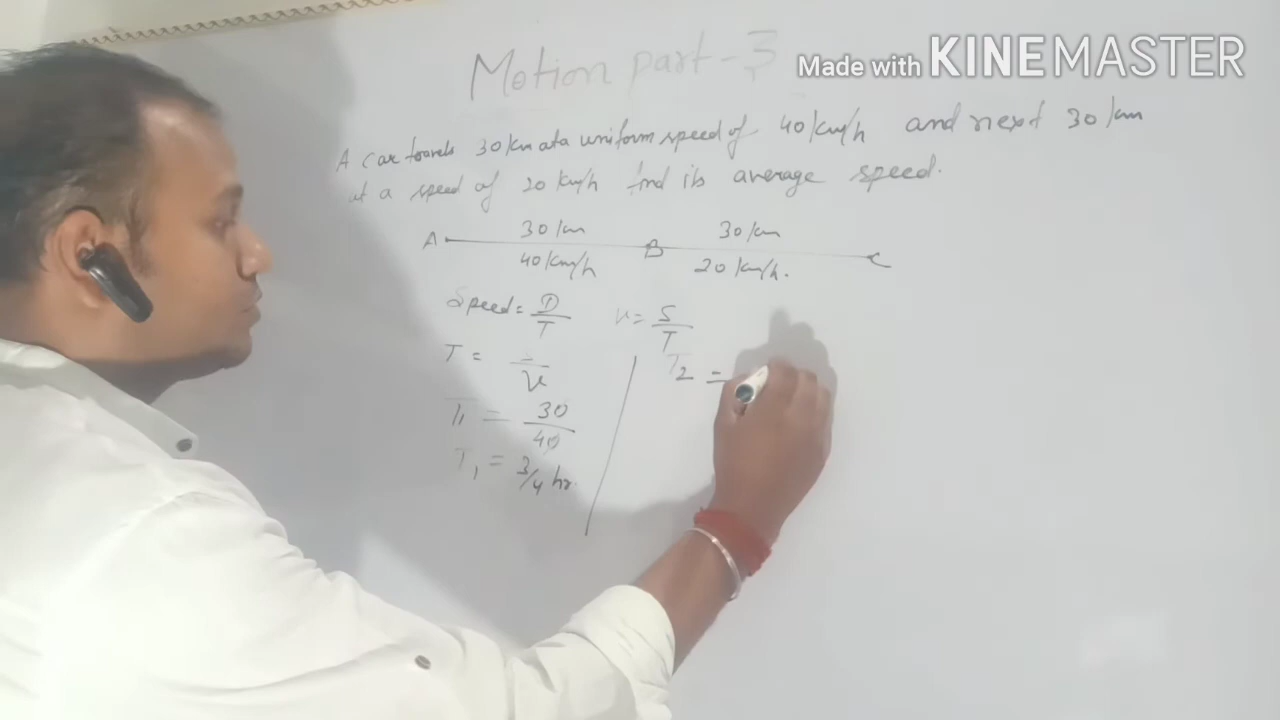 Motion part - 3
Made with KINEMASTER
A car travels 30 km at a uniform speed of 40 km/h and next 30 km
at a speed of 20 km/h find its average speed.
A 30 km B 30 km C
40 km/h 20 km/h.
Speed = D/T v = S/T
T = /v
T1 = 30/40 T2 =
T1 = 3/4 hr.